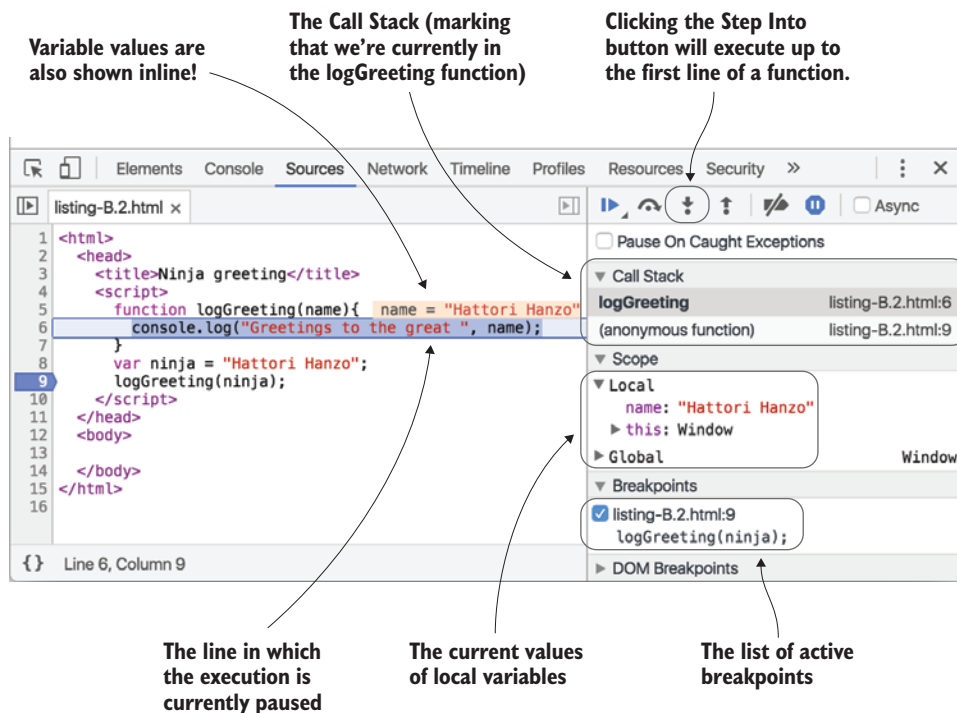 Variable values are
also shown inline!
The Call Stack (marking
that we're currently in
the logGreeting function)
Clicking the Step Into
button will execute up to
the first line of a function.
Elements Console Sources Network Timeline Profiles Resources Security »
listing-B.2.html ×
Async
1 <html>
2 <head>
3 <title>Ninja greeting</title>
4 <script>
5 function logGreeting(name){ name = "Hattori Hanzo"
6 console.log("Greetings to the great ", name);
7 }
8 var ninja = "Hattori Hanzo";
9 logGreeting(ninja);
10 </script>
11 </head>
12 <body>
13
14 </body>
15 </html>
16
{} Line 6, Column 9
Pause On Caught Exceptions
Call Stack
logGreeting listing-B.2.html:6
(anonymous function) listing-B.2.html:9
Scope
Local
name: "Hattori Hanzo"
this: Window
Global Window
Breakpoints
listing-B.2.html:9
logGreeting(ninja);
DOM Breakpoints
The line in which
the execution is
currently paused
The current values
of local variables
The list of active
breakpoints